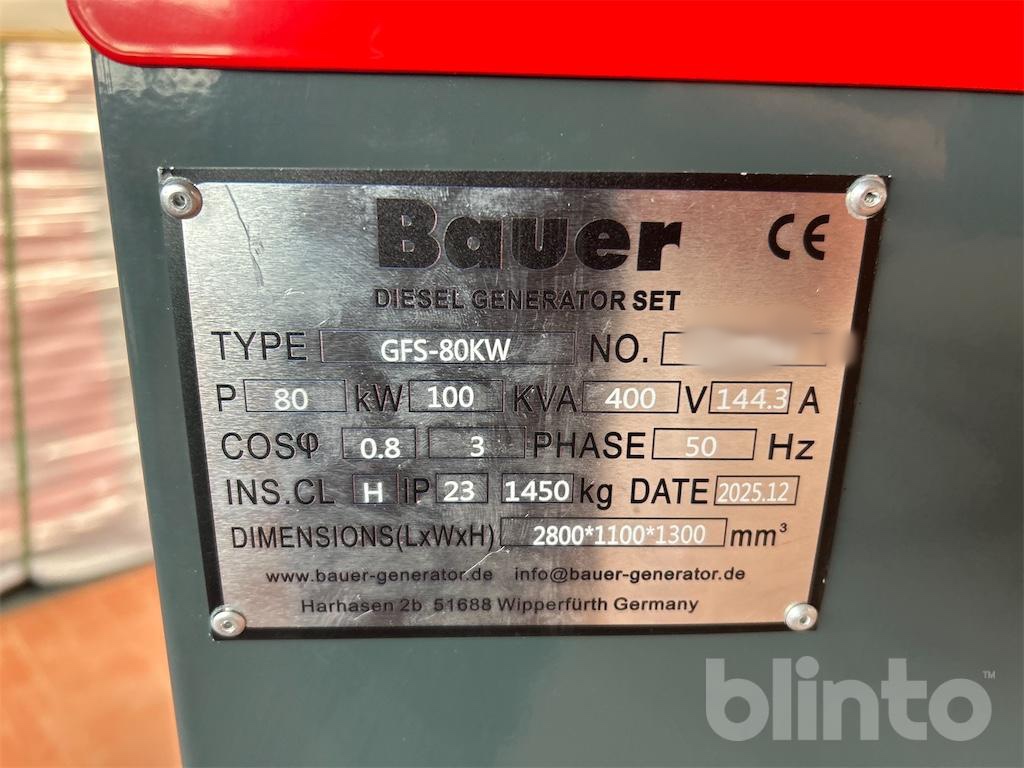 Bauer CE
DIESEL GENERATOR SET
TYPE GFS-80KW NO.
P 80 kW 100 KVA 400 V 144.3 A
COSφ 0.8 3 PHASE 50 Hz
INS.CL H IP 23 1450 kg DATE 2025.12
DIMENSIONS(LxWxH) 2800*1100*1300 mm³
www.bauer-generator.de info@bauer-generator.de
Harhasen 2b 51688 Wipperfürth Germany
blinto™